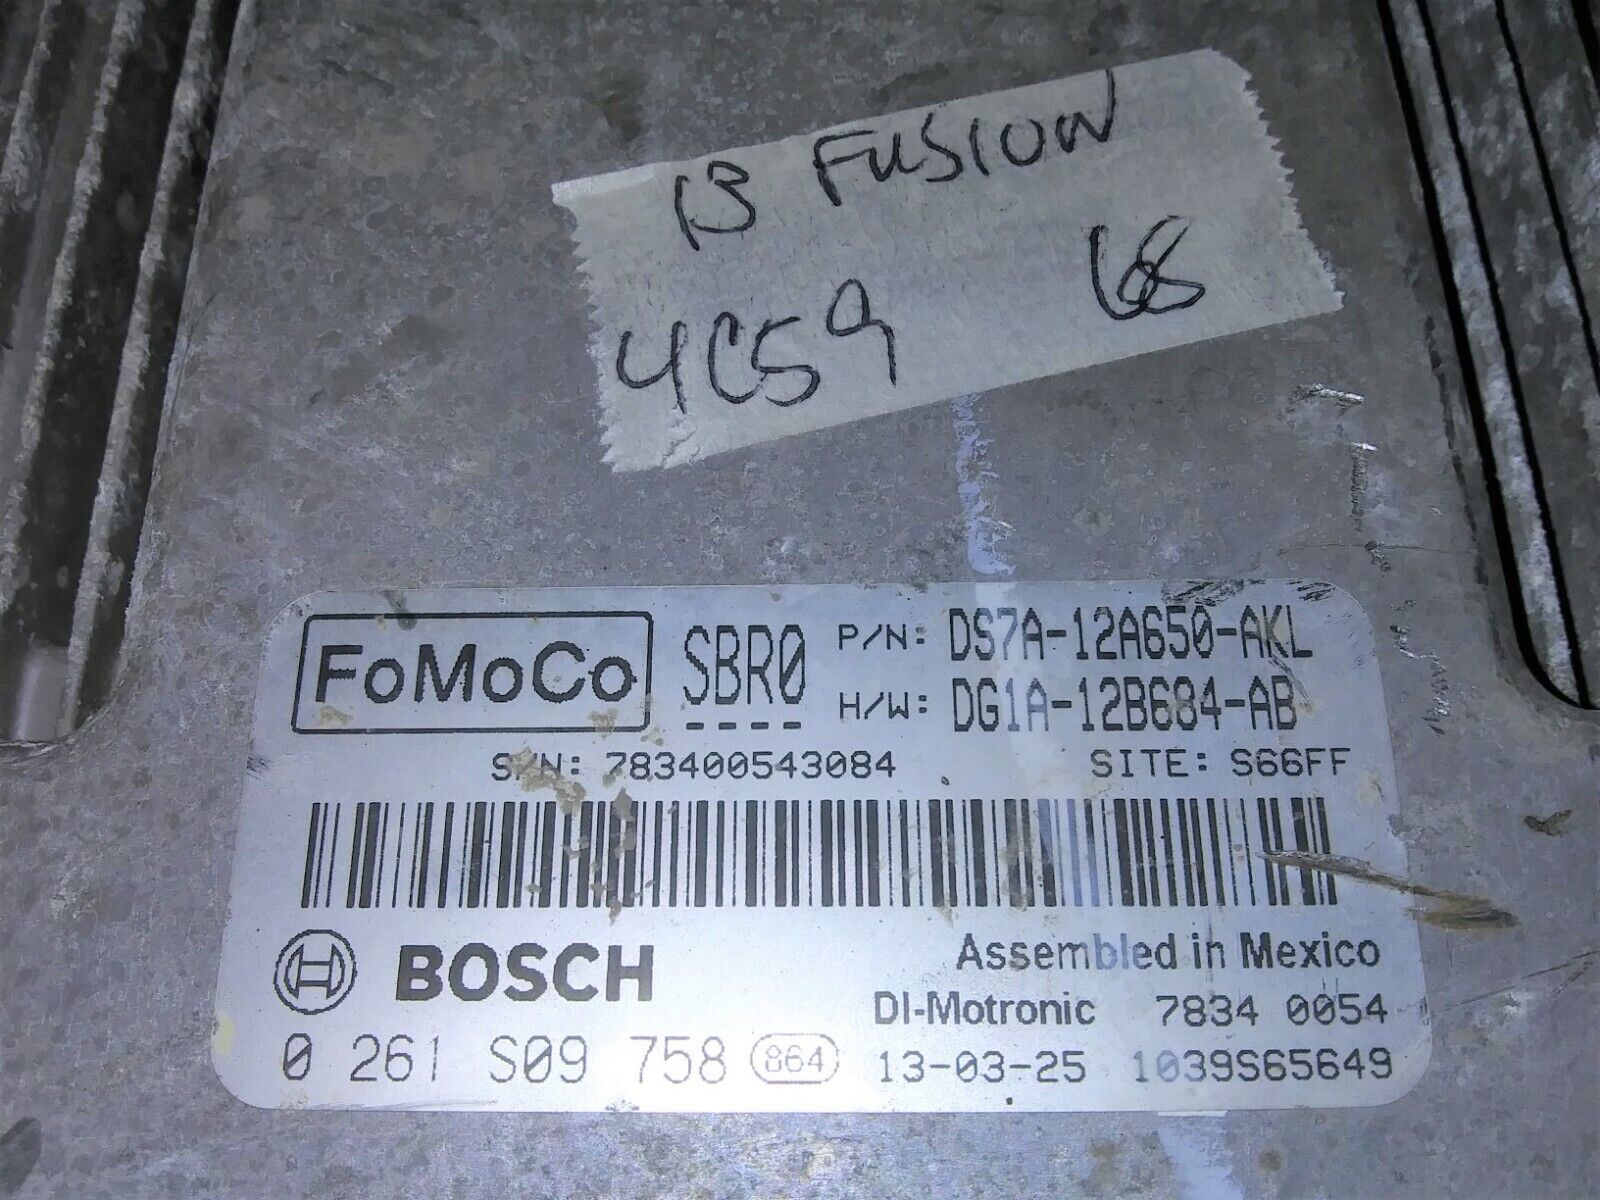 13 FUSION
4C59 68
FoMoCo SBR0 P/N: DS7A-12A650-AKL
H/W: DG1A-12B684-AB
S/N: 783400543084 SITE: S66FF
BOSCH Assembled in Mexico
DI-Motronic 7834 0054
0 261 S09 758 864 13-03-25 1039S65649